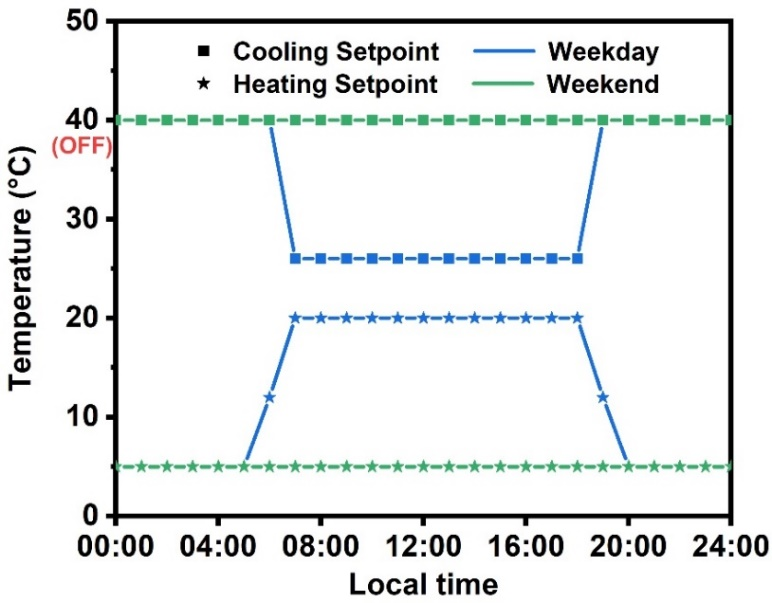 50
Cooling Setpoint Weekday
Heating Setpoint Weekend
40
(OFF)
30
20
10
0
Temperature (°C)
00:00 04:00 08:00 12:00 16:00 20:00 24:00
Local time